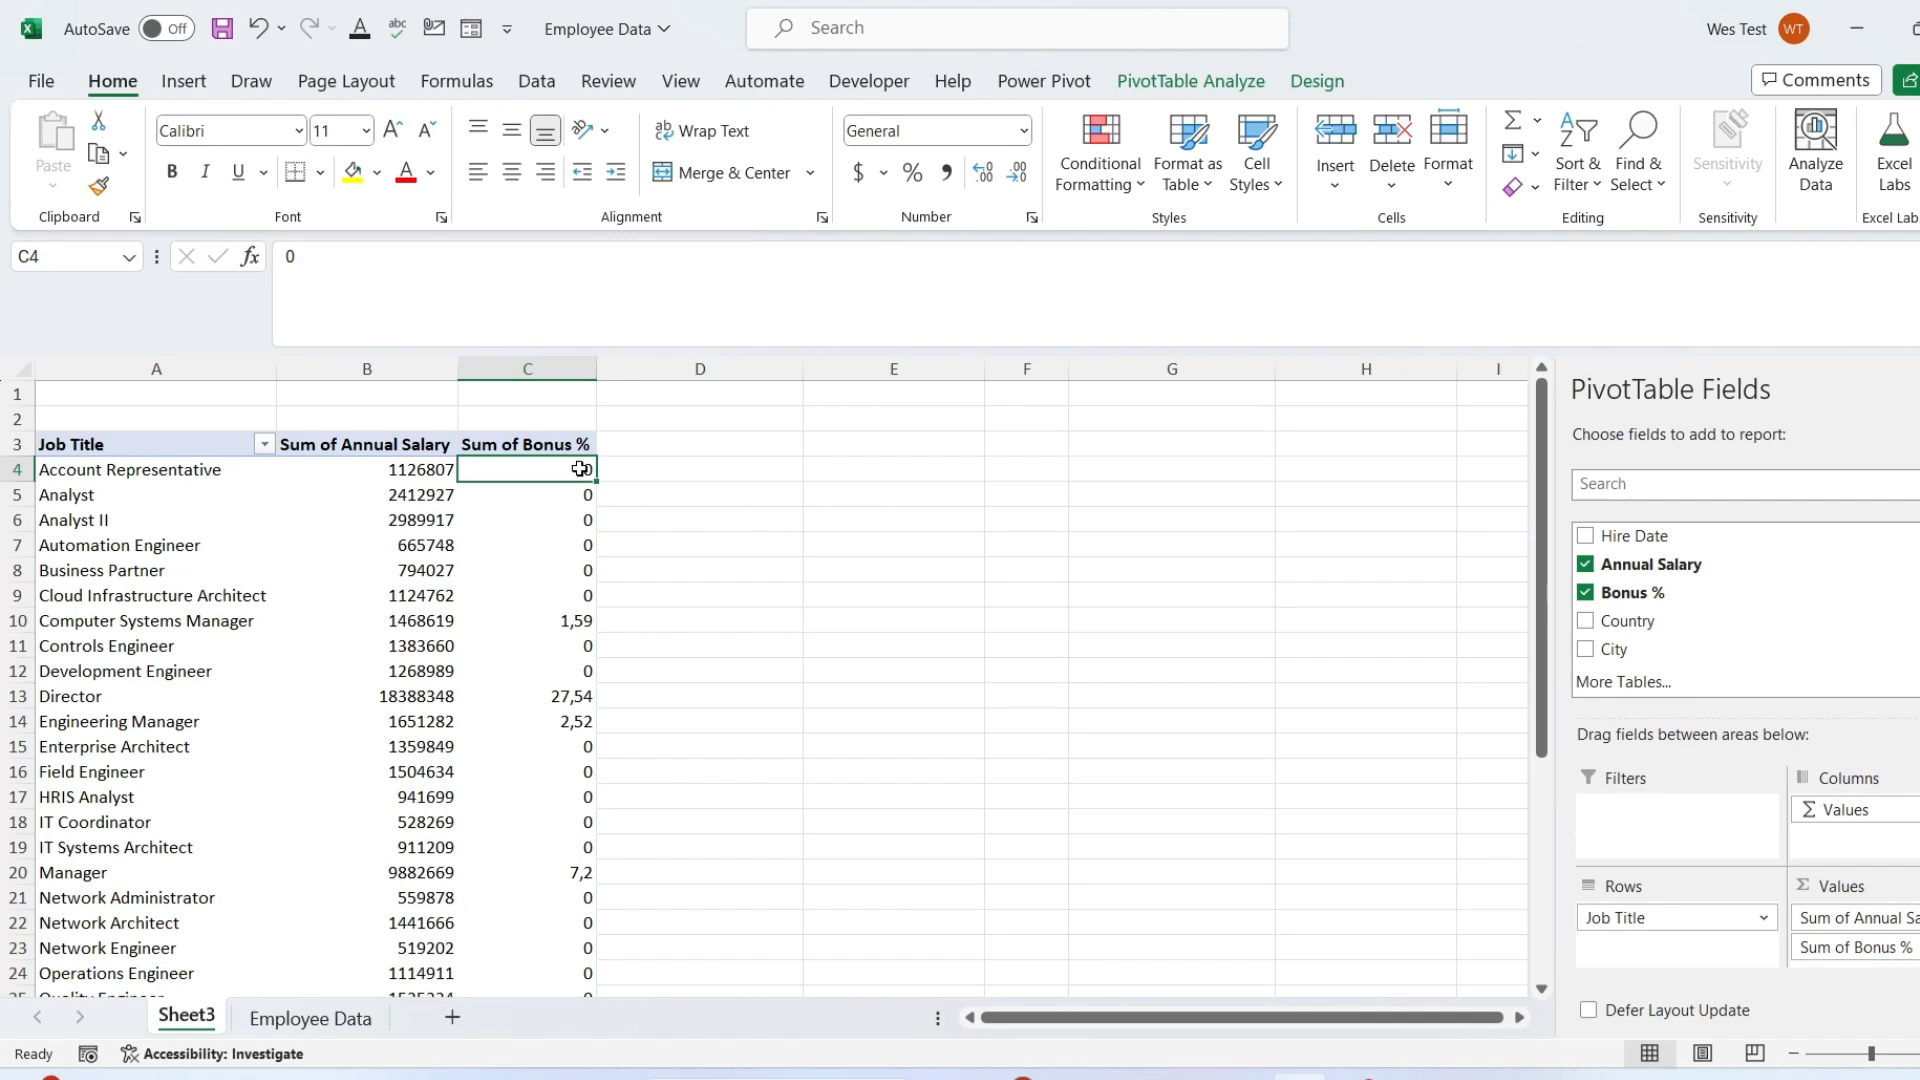 AutoSave Off abc Employee Data Search Wes Test WT
File Home Insert Draw Page Layout Formulas Data Review View Automate Developer Help Power Pivot PivotTable Analyze Design Comments
Paste Calibri 11 Wrap Text General Conditional Formatting Format as Table Cell Styles Insert Delete Format Sort & Filter Find & Select Sensitivity Analyze Data Excel Labs
B I U Merge & Center $ %
Clipboard Font Alignment Number Styles Cells Editing Sensitivity Excel Lab
C4 fx 0
A B C D E F G H I
1
2
3 Job Title Sum of Annual Salary Sum of Bonus %
4 Account Representative 1126807 0
5 Analyst 2412927 0
6 Analyst II 2989917 0
7 Automation Engineer 665748 0
8 Business Partner 794027 0
9 Cloud Infrastructure Architect 1124762 0
10 Computer Systems Manager 1468619 1,59
11 Controls Engineer 1383660 0
12 Development Engineer 1268989 0
13 Director 18388348 27,54
14 Engineering Manager 1651282 2,52
15 Enterprise Architect 1359849 0
16 Field Engineer 1504634 0
17 HRIS Analyst 941699 0
18 IT Coordinator 528269 0
19 IT Systems Architect 911209 0
20 Manager 9882669 7,2
21 Network Administrator 559878 0
22 Network Architect 1441666 0
23 Network Engineer 519202 0
24 Operations Engineer 1114911 0
PivotTable Fields
Choose fields to add to report:
Search
Hire Date
Annual Salary
Bonus %
Country
City
More Tables...
Drag fields between areas below:
Filters Columns
Σ Values
Rows Σ Values
Job Title Sum of Annual Sa
Sum of Bonus %
Defer Layout Update
Sheet3 Employee Data
Ready Accessibility: Investigate